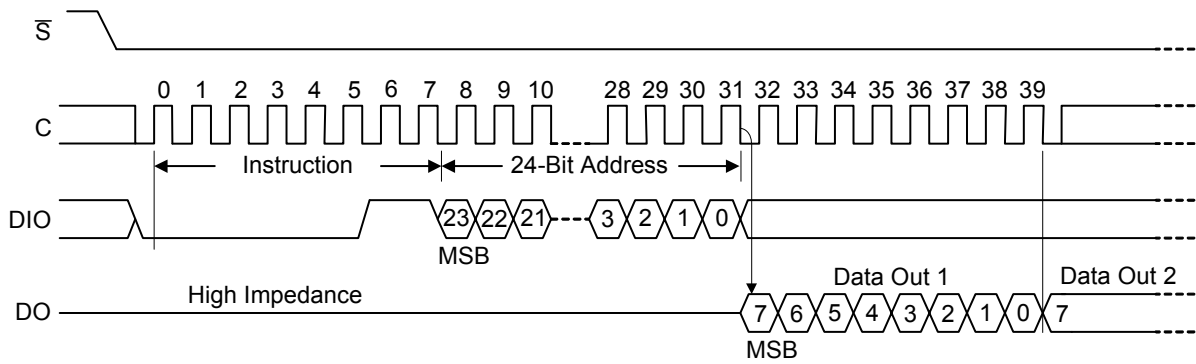 S
0 1 2 3 4 5 6 7 8 9 10 28 29 30 31 32 33 34 35 36 37 38 39
C
Instruction 24-Bit Address
DIO 23 22 21 3 2 1 0
MSB
High Impedance Data Out 1 Data Out 2
DO 7 6 5 4 3 2 1 0 7
MSB